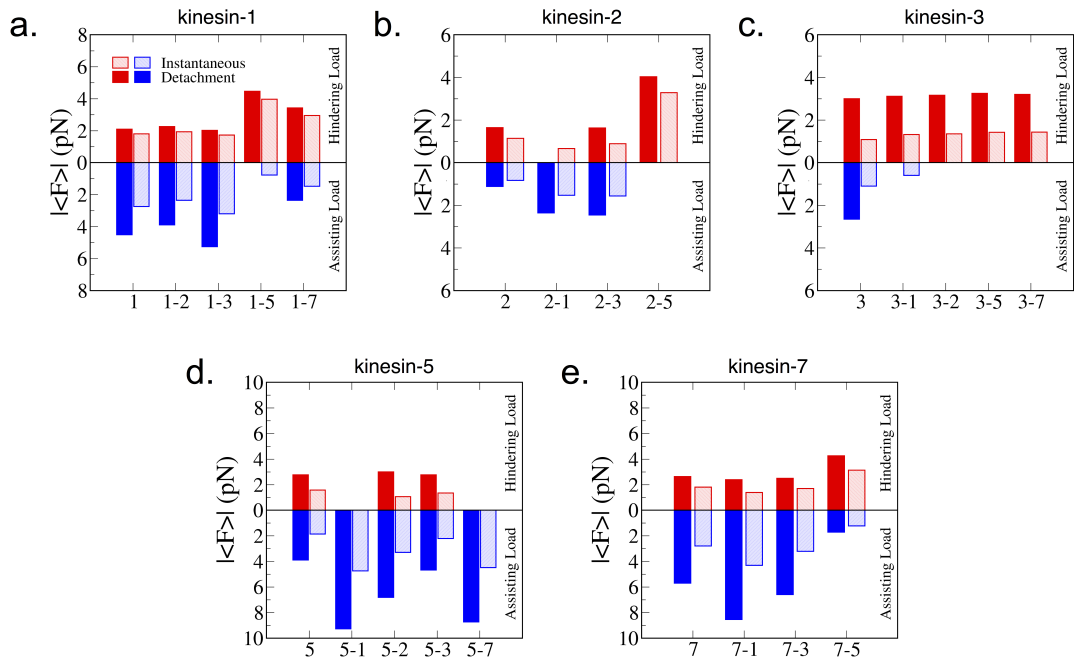 a.
kinesin-1
8
6
4
2
0
2
4
6
8
|<F>| (pN)
Instantaneous
Detachment
Hindering Load
Assisting Load
1 1-2 1-3 1-5 1-7
b.
kinesin-2
6
4
2
0
2
4
6
|<F>| (pN)
Hindering Load
Assisting Load
2 2-1 2-3 2-5
c.
kinesin-3
6
4
2
0
2
4
6
|<F>| (pN)
Hindering Load
Assisting Load
3 3-1 3-2 3-5 3-7
d.
kinesin-5
10
8
6
4
2
0
2
4
6
8
10
|<F>| (pN)
Hindering Load
Assisting Load
5 5-1 5-2 5-3 5-7
e.
kinesin-7
10
8
6
4
2
0
2
4
6
8
10
|<F>| (pN)
Hindering Load
Assisting Load
7 7-1 7-3 7-5